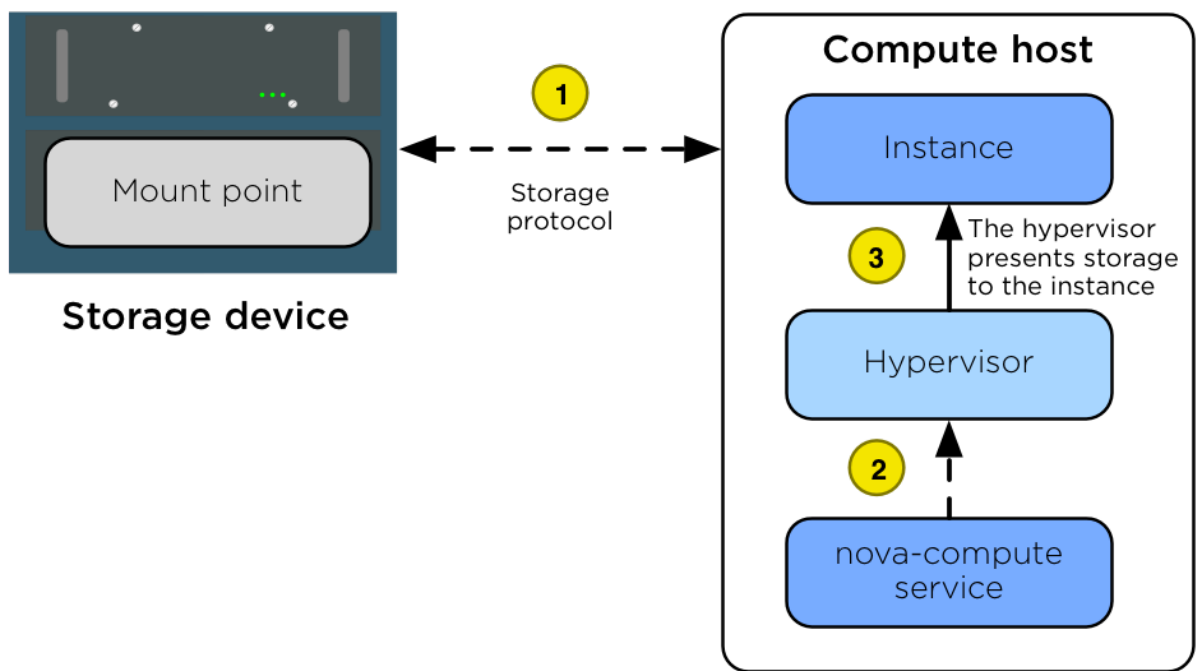 Compute host
1
Instance
Mount point
Storage
protocol
3
The hypervisor
presents storage
to the instance
Storage device
Hypervisor
2
nova-compute
service